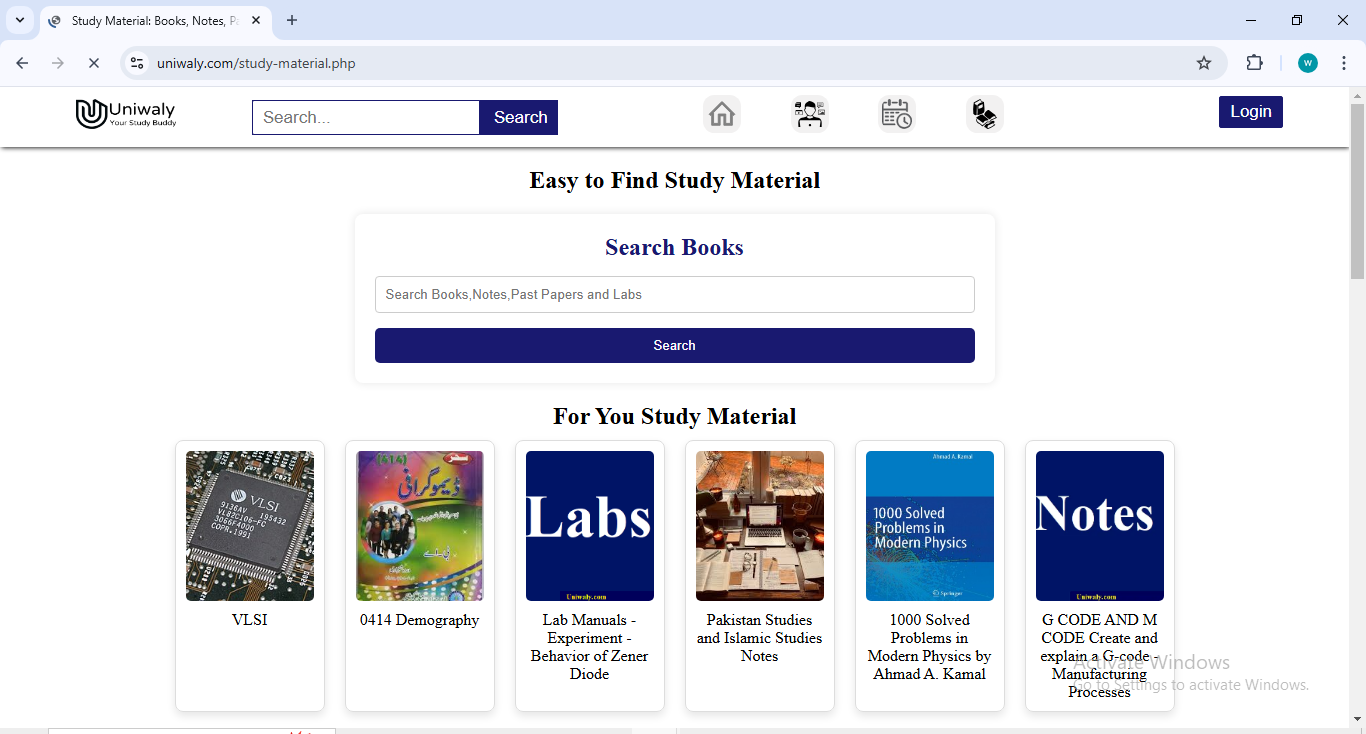 Study Material: Books, Notes, P
uniwaly.com/study-material.php
W
Uniwaly
Your Study Buddy
Search...
Search
Login
Easy to Find Study Material
Search Books
Search Books,Notes,Past Papers and Labs
Search
For You Study Material
VLSI
9136AV 195432
VL82C106-FC
3066F4000
COPR.1991
VLSI
(414)
ڈیموگرافی
بی-اے
0414 Demography
Labs
Uniwaly.com
Lab Manuals -
Experiment -
Behavior of Zener
Diode
Pakistan Studies
and Islamic Studies
Notes
Ahmad A. Kamal
1000 Solved
Problems in
Modern Physics
Springer
1000 Solved
Problems in
Modern Physics by
Ahmad A. Kamal
Notes
Uniwaly.com
G CODE AND M
CODE Create and
explain a G-code -
Manufacturing
Processes
Activate Windows
Go to Settings to activate Windows.